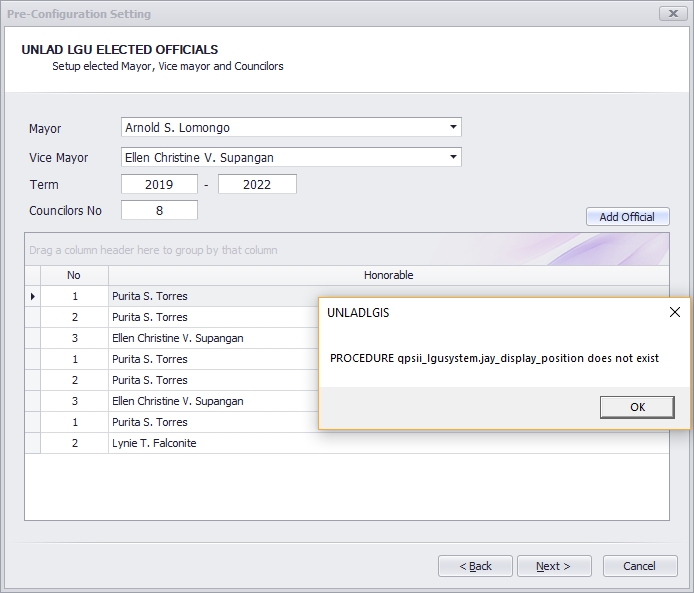 Pre-Configuration Setting
UNLAD LGU ELECTED OFFICIALS
Setup elected Mayor, Vice mayor and Councilors
Mayor Arnold S. Lomongo
Vice Mayor Ellen Christine V. Supangan
Term 2019 - 2022
Councilors No 8
Add Official
Drag a column header here to group by that column
No Honorable
1 Purita S. Torres
2 Purita S. Torres
3 Ellen Christine V. Supangan
1 Purita S. Torres
2 Purita S. Torres
3 Ellen Christine V. Supangan
1 Purita S. Torres
2 Lynie T. Falconite
UNLADLGIS
PROCEDURE qpsii_lgusystem.jay_display_position does not exist
OK
< Back Next > Cancel